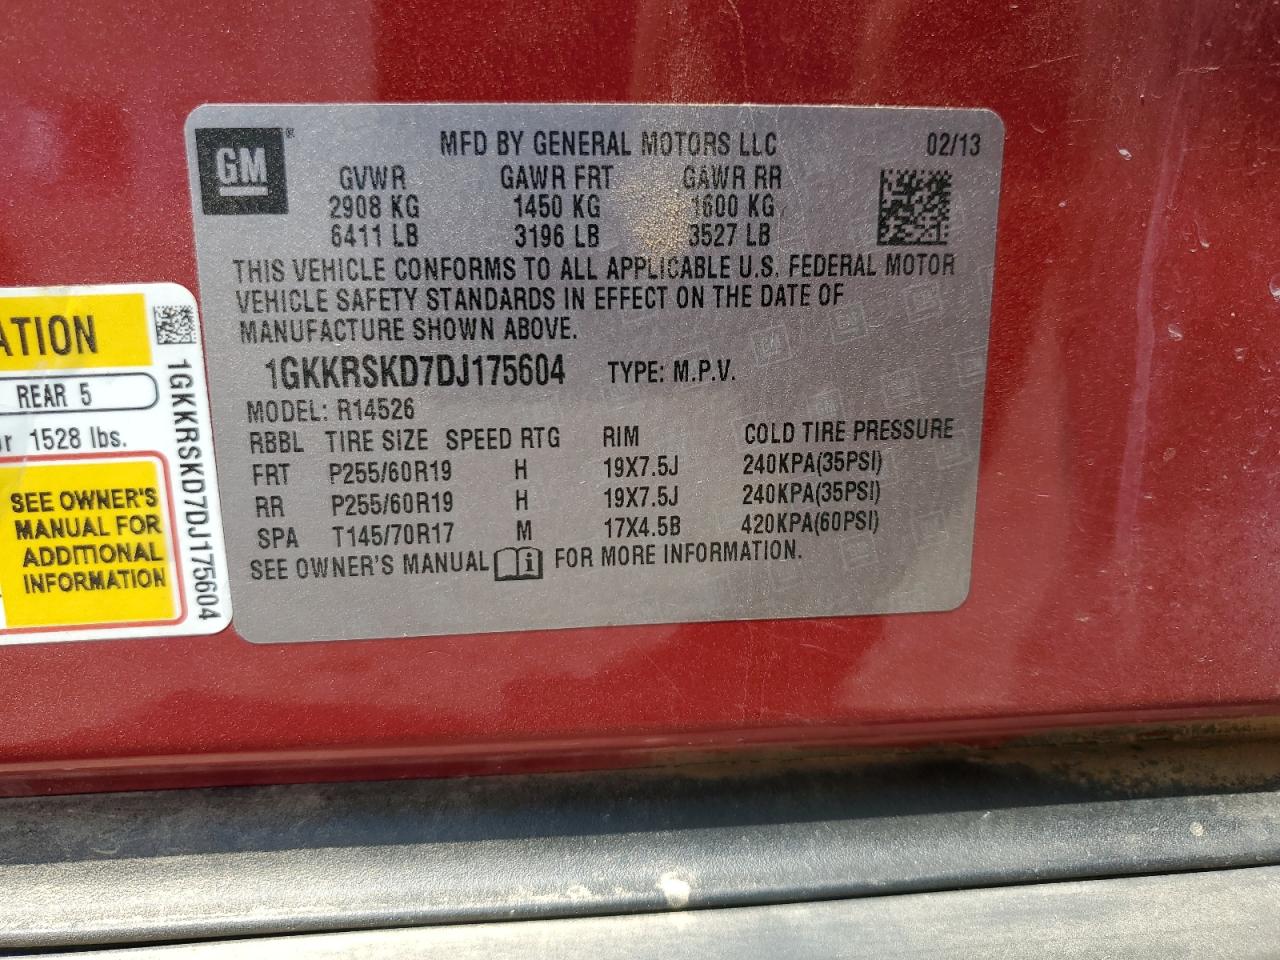 GM ®
MFD BY GENERAL MOTORS LLC 02/13
GVWR GAWR FRT GAWR RR
2908 KG 1450 KG 1600 KG
6411 LB 3196 LB 3527 LB
THIS VEHICLE CONFORMS TO ALL APPLICABLE U.S. FEDERAL MOTOR
VEHICLE SAFETY STANDARDS IN EFFECT ON THE DATE OF
MANUFACTURE SHOWN ABOVE.
1GKKRSKD7DJ175604 TYPE: M.P.V.
MODEL: R14526
RBBL TIRE SIZE SPEED RTG RIM COLD TIRE PRESSURE
FRT P255/60R19 H 19X7.5J 240KPA(35PSI)
RR P255/60R19 H 19X7.5J 240KPA(35PSI)
SPA T145/70R17 M 17X4.5B 420KPA(60PSI)
SEE OWNER'S MANUAL i FOR MORE INFORMATION.
ATION
REAR 5
r 1528 lbs.
SEE OWNER'S
MANUAL FOR
ADDITIONAL
INFORMATION
1GKKRSKD7DJ175604